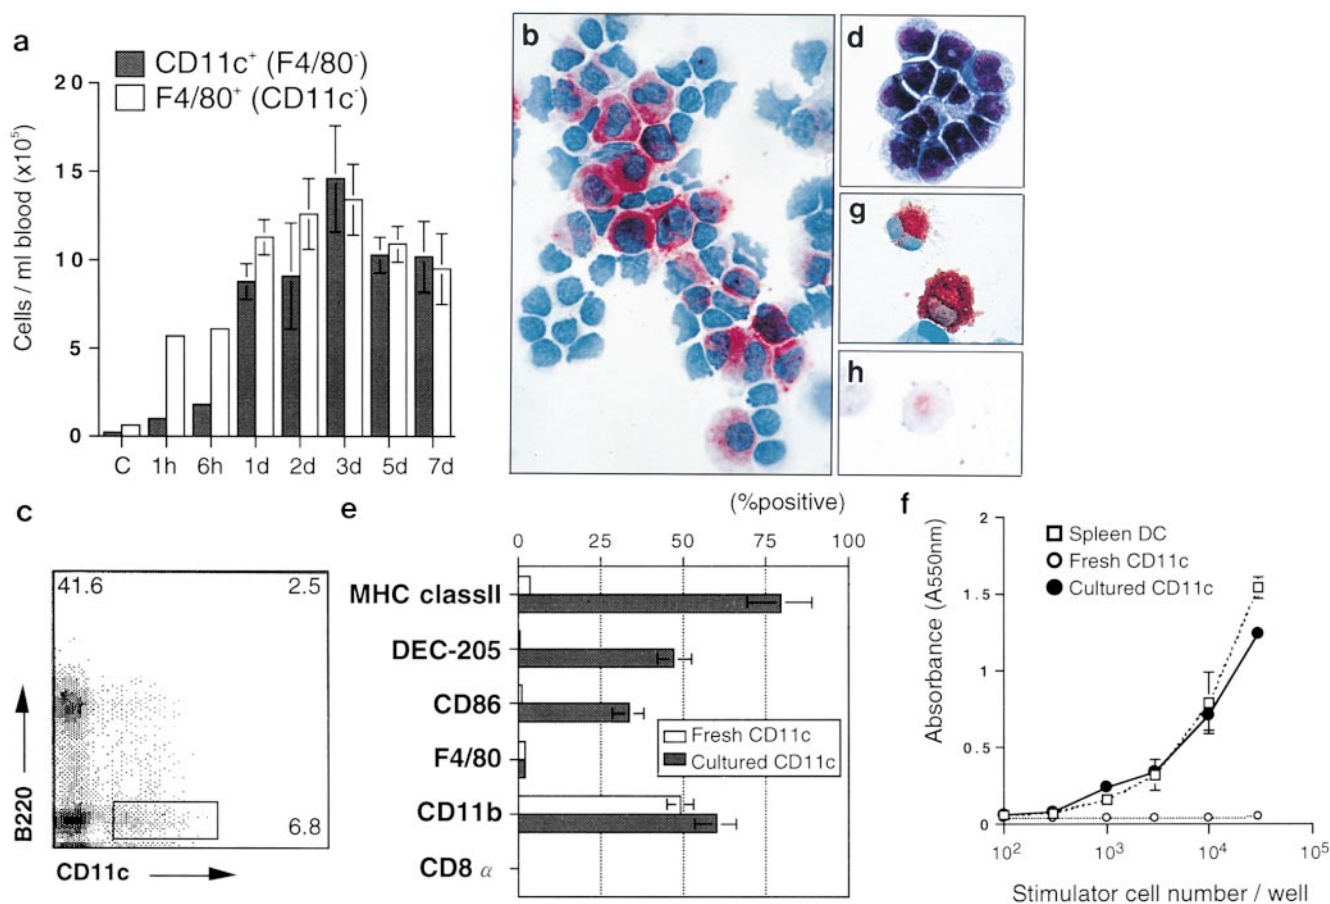 a
CD11c⁺ (F4/80⁻)
F4/80⁺ (CD11c⁻)
Cells / ml blood (x10⁵)
20
15
10
5
0
C 1h 6h 1d 2d 3d 5d 7d
b
d
g
h
c
41.6 2.5
6.8
B220
CD11c
e
(%positive)
0 25 50 75 100
MHC classII
DEC-205
CD86
F4/80
CD11b
CD8 α
Fresh CD11c
Cultured CD11c
f
Spleen DC
Fresh CD11c
Cultured CD11c
Absorbance (A550nm)
2
1.5
1
0.5
0
10² 10³ 10⁴ 10⁵
Stimulator cell number / well